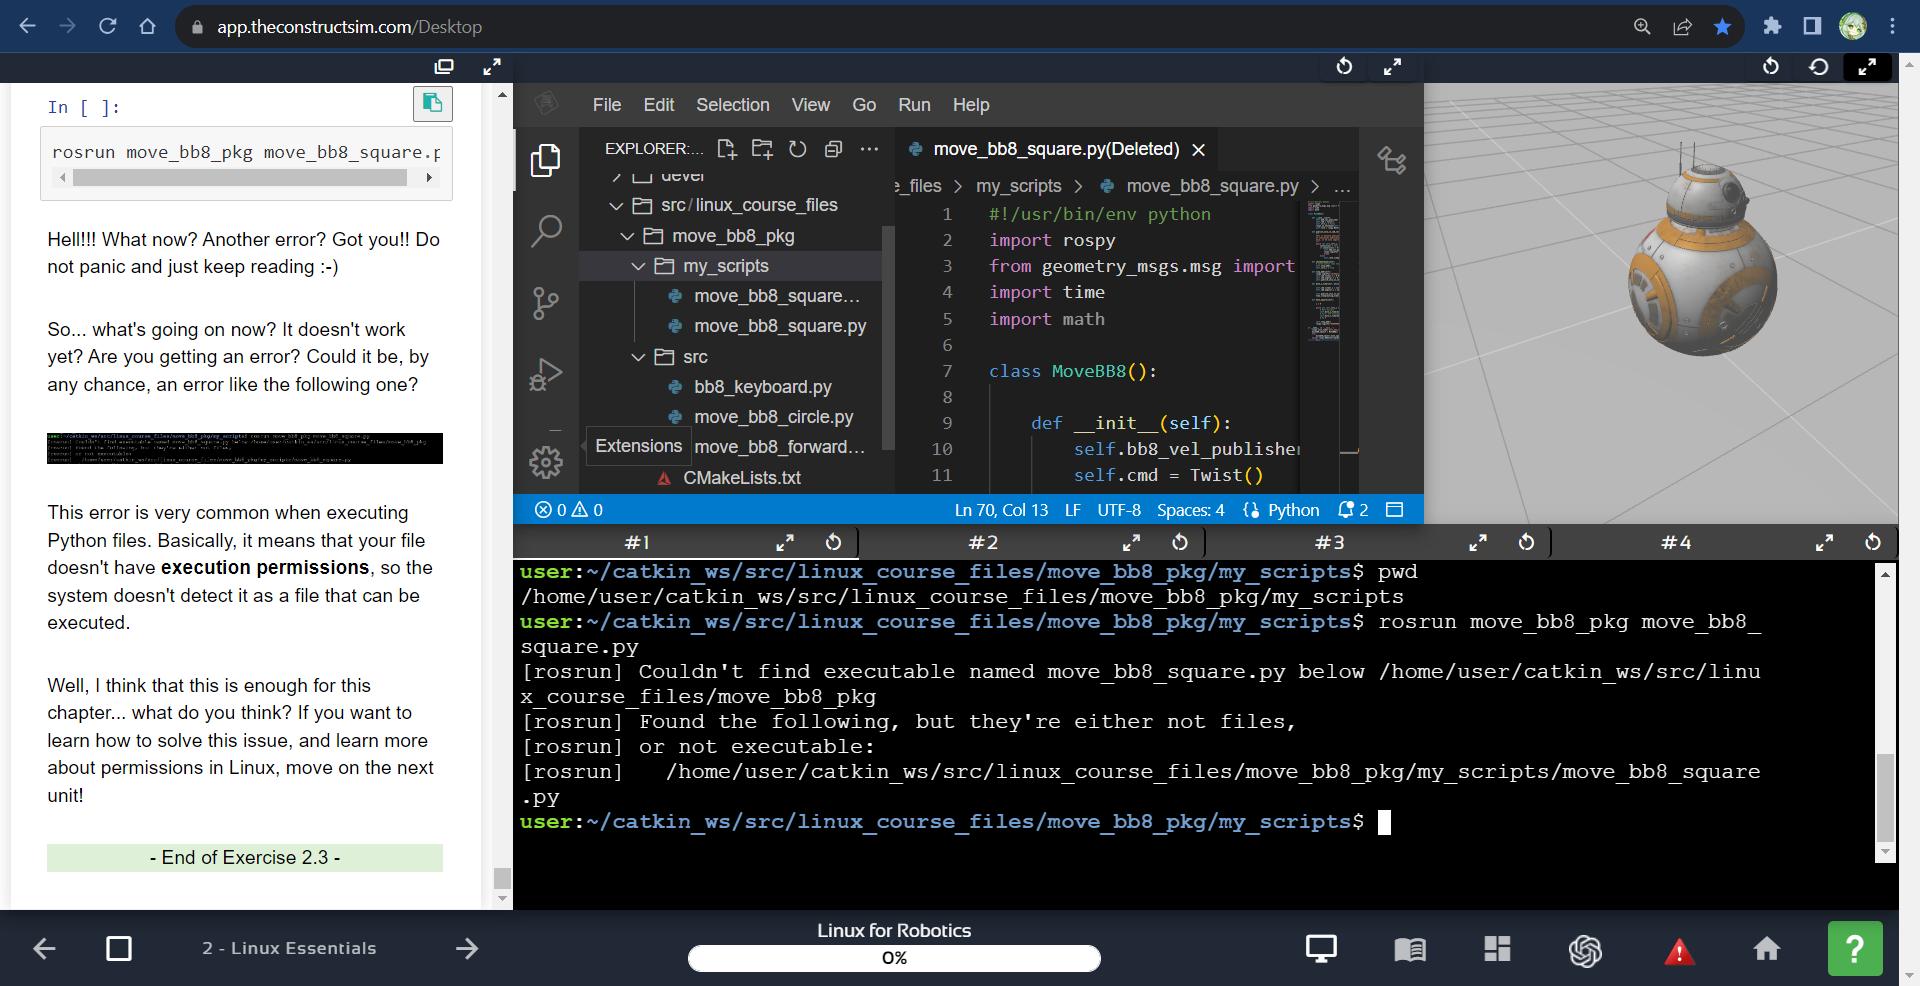 app.theconstructsim.com/Desktop
In [ ]:
rosrun move_bb8_pkg move_bb8_square.p
Hell!!! What now? Another error? Got you!! Do
not panic and just keep reading :-)
So... what's going on now? It doesn't work
yet? Are you getting an error? Could it be, by
any chance, an error like the following one?
This error is very common when executing
Python files. Basically, it means that your file
doesn't have execution permissions, so the
system doesn't detect it as a file that can be
executed.
Well, I think that this is enough for this
chapter... what do you think? If you want to
learn how to solve this issue, and learn more
about permissions in Linux, move on the next
unit!
- End of Exercise 2.3 -
File Edit Selection View Go Run Help
EXPLORER:...
devel
src/linux_course_files
move_bb8_pkg
my_scripts
move_bb8_square...
move_bb8_square.py
src
bb8_keyboard.py
move_bb8_circle.py
move_bb8_forward...
Extensions
CMakeLists.txt
move_bb8_square.py(Deleted)
e_files > my_scripts > move_bb8_square.py > ...
1 #!/usr/bin/env python
2 import rospy
3 from geometry_msgs.msg import
4 import time
5 import math
6
7 class MoveBB8():
8
9 def __init__(self):
10 self.bb8_vel_publisher
11 self.cmd = Twist()
0 0 Ln 70, Col 13 LF UTF-8 Spaces: 4 Python 2
#1 #2 #3 #4
user:~/catkin_ws/src/linux_course_files/move_bb8_pkg/my_scripts$ pwd
/home/user/catkin_ws/src/linux_course_files/move_bb8_pkg/my_scripts
user:~/catkin_ws/src/linux_course_files/move_bb8_pkg/my_scripts$ rosrun move_bb8_pkg move_bb8_
square.py
[rosrun] Couldn't find executable named move_bb8_square.py below /home/user/catkin_ws/src/linu
x_course_files/move_bb8_pkg
[rosrun] Found the following, but they're either not files,
[rosrun] or not executable:
[rosrun]   /home/user/catkin_ws/src/linux_course_files/move_bb8_pkg/my_scripts/move_bb8_square
.py
user:~/catkin_ws/src/linux_course_files/move_bb8_pkg/my_scripts$
2 - Linux Essentials
Linux for Robotics
0%
?